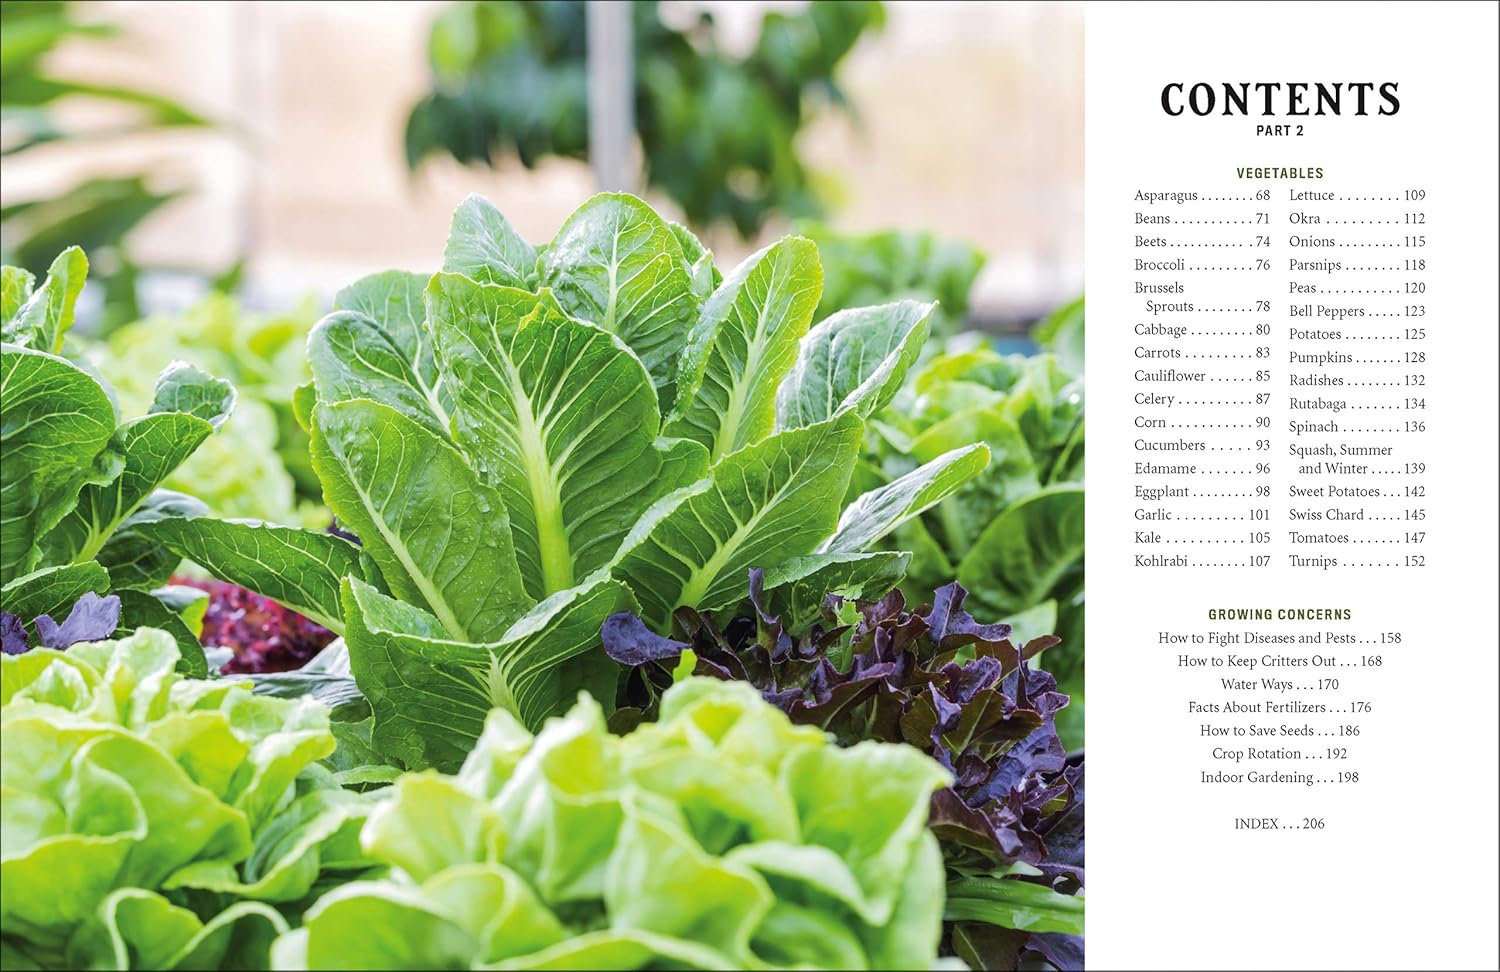 CONTENTS
PART 2
VEGETABLES
Asparagus ........ 68
Beans ........... 71
Beets ............ 74
Broccoli ......... 76
Brussels
Sprouts ........ 78
Cabbage ......... 80
Carrots ......... 83
Cauliflower ...... 85
Celery .......... 87
Corn ........... 90
Cucumbers ..... 93
Edamame ....... 96
Eggplant ......... 98
Garlic ......... 101
Kale .......... 105
Kohlrabi ........ 107
Lettuce ........ 109
Okra ......... 112
Onions ......... 115
Parsnips ........ 118
Peas ........... 120
Bell Peppers ..... 123
Potatoes ........ 125
Pumpkins ....... 128
Radishes ........ 132
Rutabaga ....... 134
Spinach ........ 136
Squash, Summer
and Winter ..... 139
Sweet Potatoes ... 142
Swiss Chard ..... 145
Tomatoes ....... 147
Turnips ....... 152
GROWING CONCERNS
How to Fight Diseases and Pests ... 158
How to Keep Critters Out ... 168
Water Ways ... 170
Facts About Fertilizers ... 176
How to Save Seeds ... 186
Crop Rotation ... 192
Indoor Gardening ... 198
INDEX ... 206